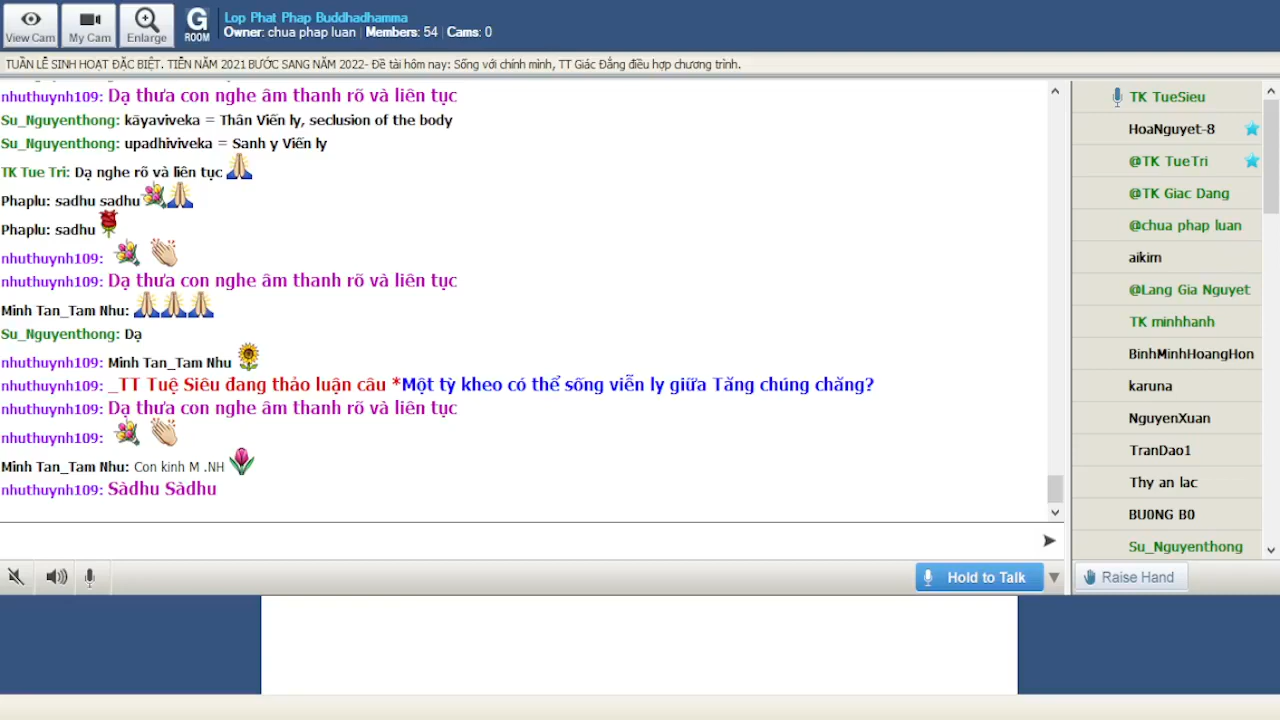 View Cam
My Cam
Enlarge
G
ROOM
Lop Phat Phap Buddhadhamma
Owner: chua phap luan | Members: 54 | Cams: 0
TUẦN LỄ SINH HOẠT ĐẶC BIỆT. TIỄN NĂM 2021 BƯỚC SANG NĂM 2022- Đề tài hôm nay: Sống với chính mình, TT Giác Đẳng điều hợp chương trình.
nhuthuynh109: Dạ thưa con nghe âm thanh rõ và liên tục
Su_Nguyenthong: kāyaviveka = Thân Viến ly, seclusion of the body
Su_Nguyenthong: upadhiviveka = Sanh y Viến ly
TK Tue Tri: Dạ nghe rõ và liên tục
Phaplu: sadhu sadhu
Phaplu: sadhu
nhuthuynh109:
nhuthuynh109: Dạ thưa con nghe âm thanh rõ và liên tục
Minh Tan_Tam Nhu:
Su_Nguyenthong: Dạ
nhuthuynh109: Minh Tan_Tam Nhu
nhuthuynh109: _TT Tuệ Siêu đang thảo luận câu *Một tỳ kheo có thể sống viễn ly giữa Tăng chúng chăng?
nhuthuynh109: Dạ thưa con nghe âm thanh rõ và liên tục
nhuthuynh109:
Minh Tan_Tam Nhu: Con kinh M .NH
nhuthuynh109: Sàdhu Sàdhu
TK TueSieu
HoaNguyet-8
@TK TueTri
@TK Giac Dang
@chua phap luan
aikim
@Lang Gia Nguyet
TK minhhanh
BinhMinhHoangHon
karuna
NguyenXuan
TranDao1
Thy an lac
BU0NG B0
Su_Nguyenthong
Hold to Talk
Raise Hand